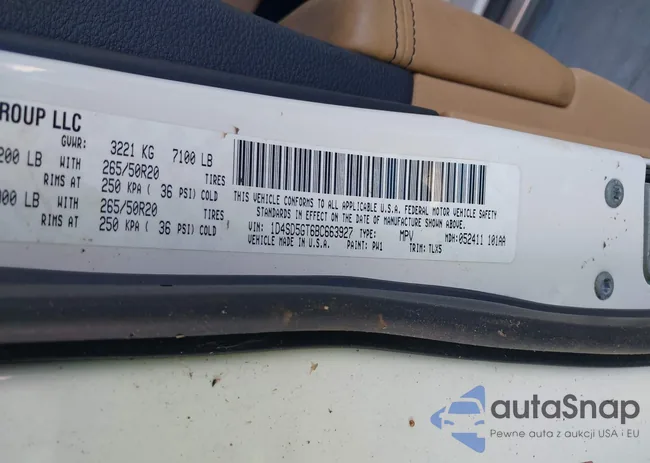 GROUP LLC
GVWR: 3221 KG 7100 LB
200 LB WITH 265/50R20 TIRES
RIMS AT 250 KPA ( 36 PSI) COLD
000 LB WITH 265/50R20 TIRES
RIMS AT 250 KPA ( 36 PSI) COLD
THIS VEHICLE CONFORMS TO ALL APPLICABLE U.S.A. FEDERAL MOTOR VEHICLE SAFETY
STANDARDS IN EFFECT ON THE DATE OF MANUFACTURE SHOWN ABOVE.
VIN: 1D4SD5GT6BC663927 TYPE: MPV MDH: 052411 101AA
VEHICLE MADE IN U.S.A. PAINT: PW1 TRIM: TLX5
autoSnap
Pewne auta z aukcji USA i EU